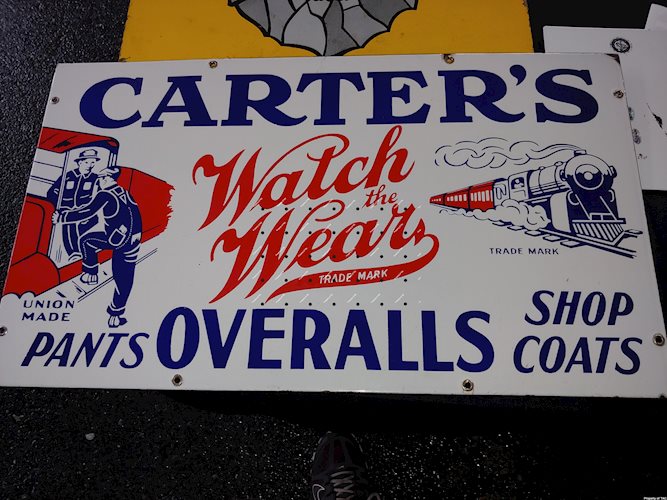 CARTER'S
Watch
the
Wear
TRADE MARK
TRADE MARK
UNION
MADE
PANTS OVERALLS SHOP
COATS